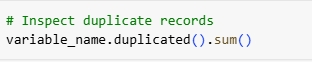 # Inspect duplicate records
variable_name.duplicated().sum()